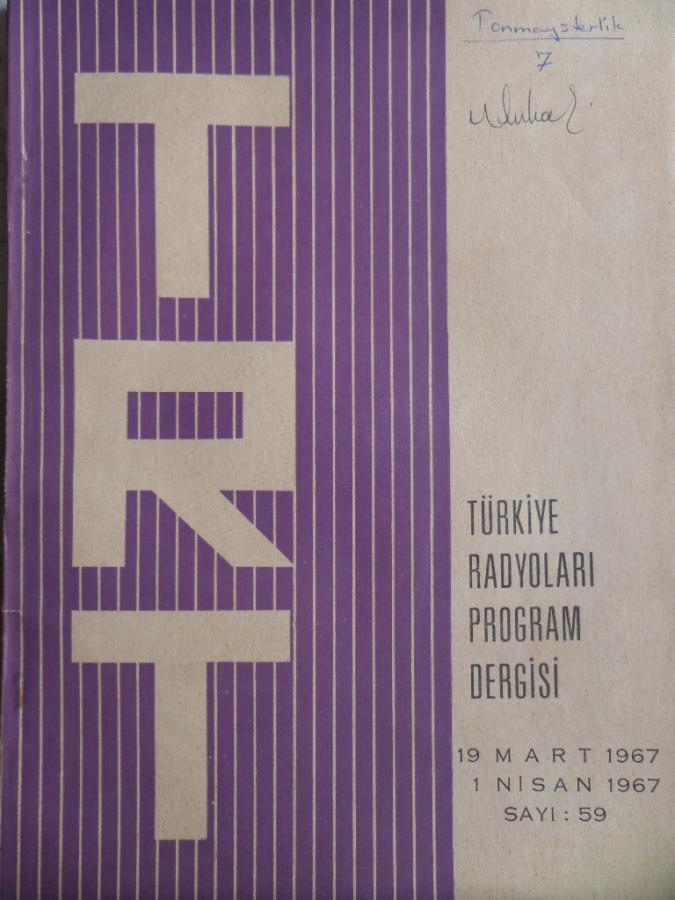 Tonmaysterlik
7
TRT
TÜRKİYE
RADYOLARI
PROGRAM
DERGİSİ
19 MART 1967
1 NİSAN 1967
SAYI : 59